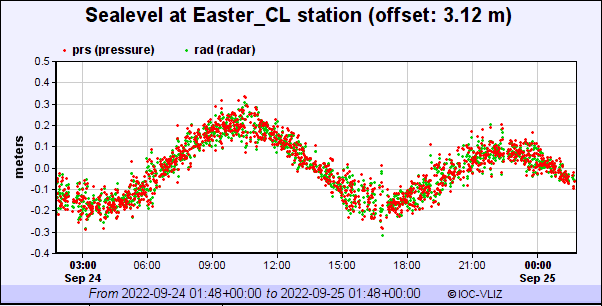 Sealevel at Easter_CL station (offset: 3.12 m)
prs (pressure) rad (radar)
meters
0.5
0.4
0.3
0.2
0.1
0.0
-0.1
-0.2
-0.3
-0.4
03:00 06:00 09:00 12:00 15:00 18:00 21:00 00:00
Sep 24 Sep 25
From 2022-09-24 01:48+00:00 to 2022-09-25 01:48+00:00 ©IOC-VLIZ